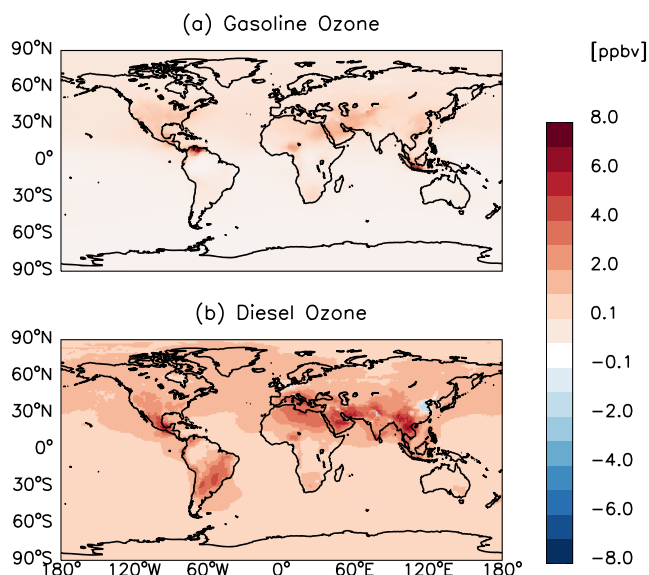 (a) Gasoline Ozone
[ppbv]
90°N
60°N
30°N
0°
30°S
60°S
90°S
(b) Diesel Ozone
90°N
60°N
30°N
0°
30°S
60°S
90°S
180° 120°W 60°W 0° 60°E 120°E 180°
8.0
6.0
4.0
2.0
0.1
−0.1
−2.0
−4.0
−6.0
−8.0